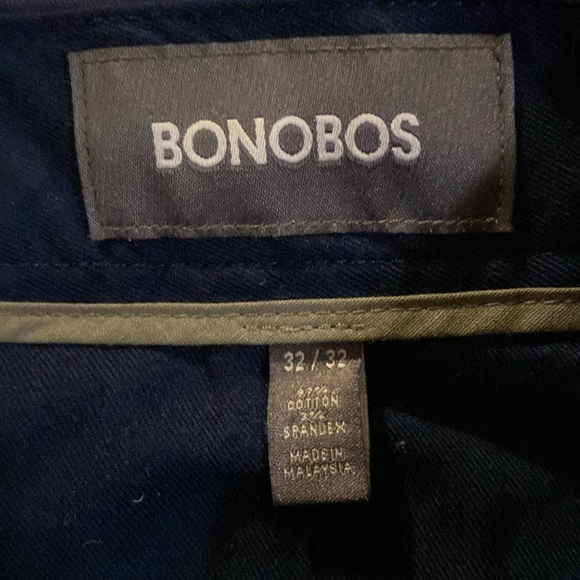 BONOBOS
32 / 32
COTTON
SPANDEX
MADE IN
MALAYSIA